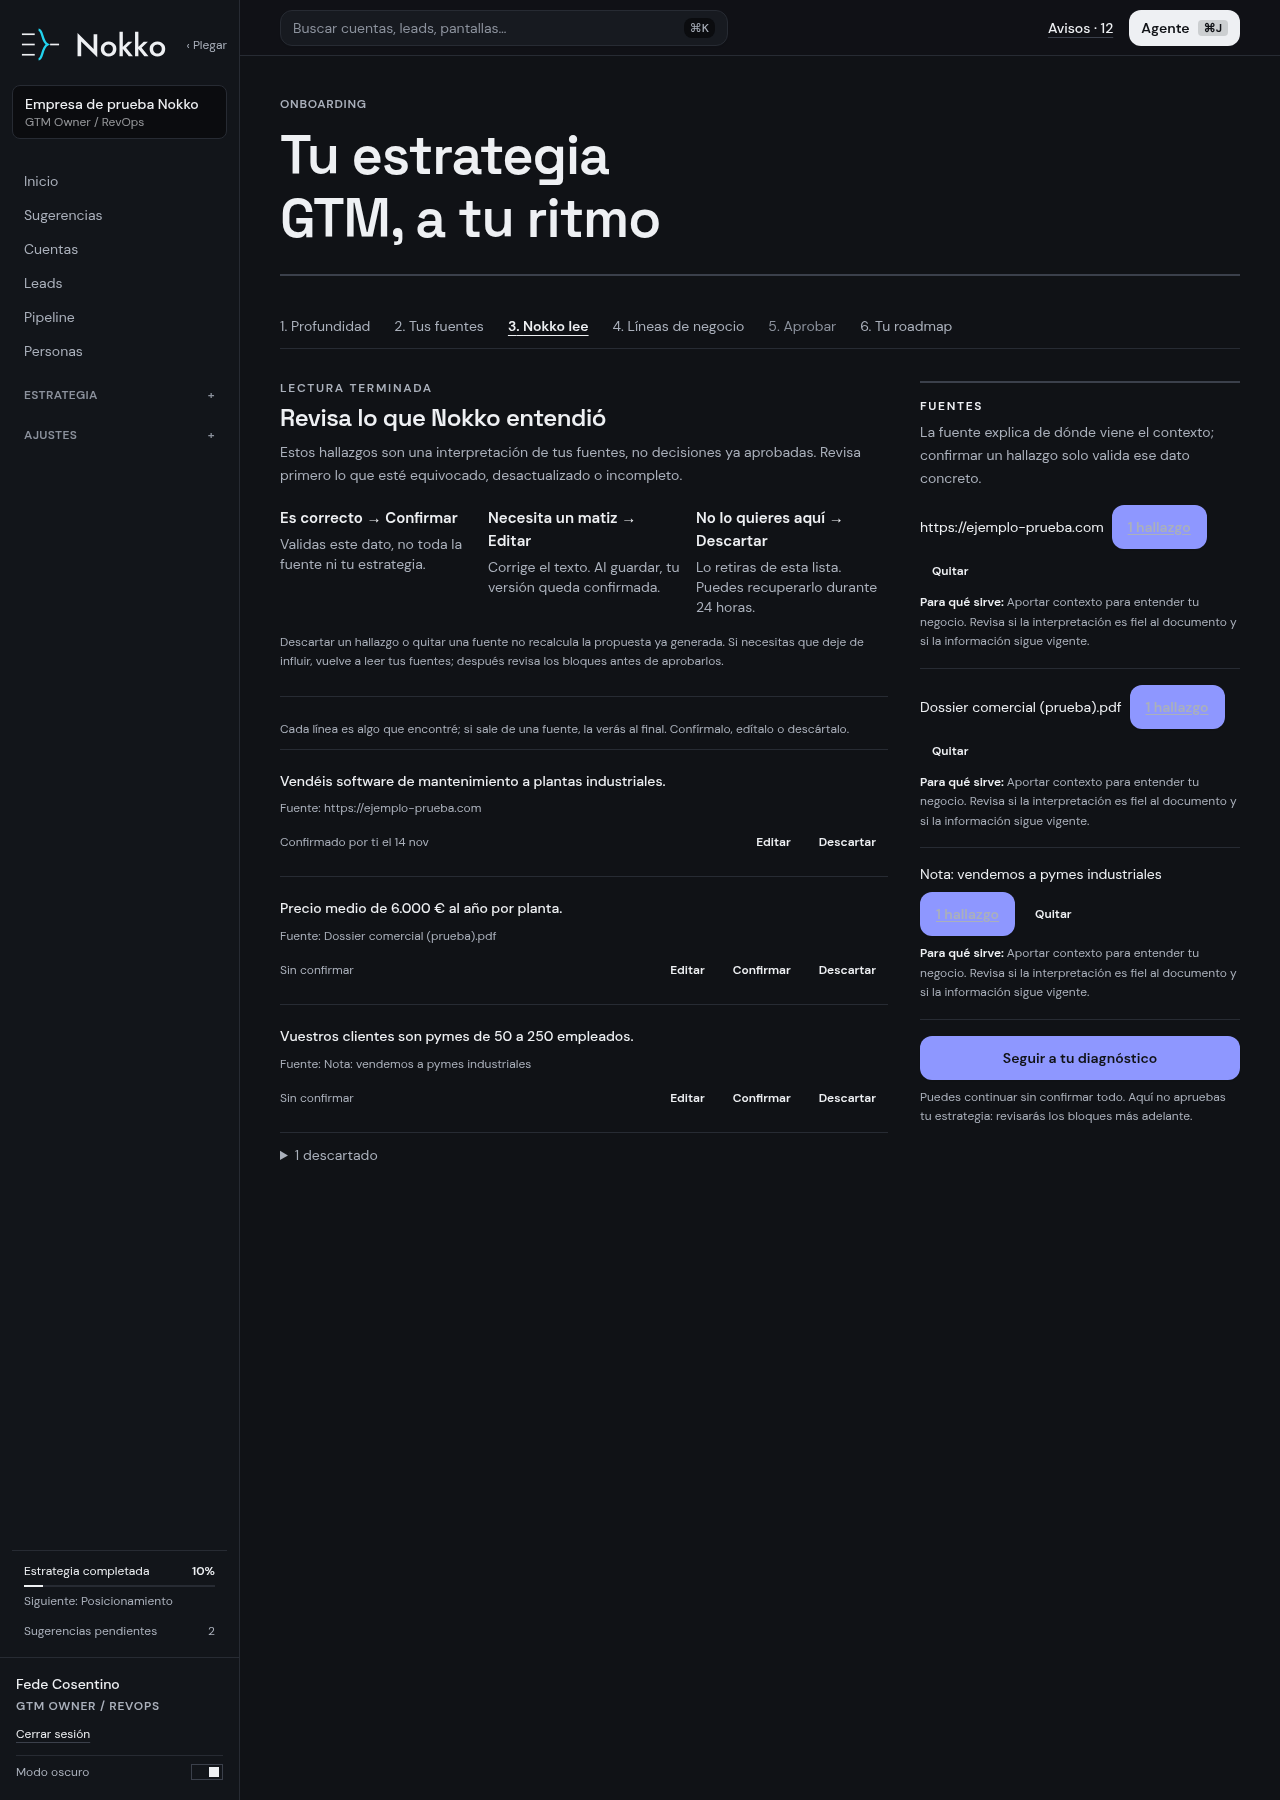 Nokko
‹ Plegar
Empresa de prueba Nokko
GTM Owner / RevOps
Inicio
Sugerencias
Cuentas
Leads
Pipeline
Personas
ESTRATEGIA +
AJUSTES +
Estrategia completada 10%
Siguiente: Posicionamiento
Sugerencias pendientes 2
Fede Cosentino
GTM OWNER / REVOPS
Cerrar sesión
Modo oscuro
Buscar cuentas, leads, pantallas... ⌘K
Avisos · 12
Agente ⌘J
ONBOARDING
Tu estrategia
GTM, a tu ritmo
1. Profundidad 2. Tus fuentes 3. Nokko lee 4. Líneas de negocio 5. Aprobar 6. Tu roadmap
LECTURA TERMINADA
Revisa lo que Nokko entendió
Estos hallazgos son una interpretación de tus fuentes, no decisiones ya aprobadas. Revisa
primero lo que esté equivocado, desactualizado o incompleto.
Es correcto → Confirmar
Validas este dato, no toda la
fuente ni tu estrategia.
Necesita un matiz →
Editar
Corrige el texto. Al guardar, tu
versión queda confirmada.
No lo quieres aquí →
Descartar
Lo retiras de esta lista.
Puedes recuperarlo durante
24 horas.
Descartar un hallazgo o quitar una fuente no recalcula la propuesta ya generada. Si necesitas que deje de
influir, vuelve a leer tus fuentes; después revisa los bloques antes de aprobarlos.
Cada línea es algo que encontré; si sale de una fuente, la verás al final. Confírmalo, edítalo o descártalo.
Vendéis software de mantenimiento a plantas industriales.
Fuente: https://ejemplo-prueba.com
Confirmado por ti el 14 nov Editar Descartar
Precio medio de 6.000 € al año por planta.
Fuente: Dossier comercial (prueba).pdf
Sin confirmar Editar Confirmar Descartar
Vuestros clientes son pymes de 50 a 250 empleados.
Fuente: Nota: vendemos a pymes industriales
Sin confirmar Editar Confirmar Descartar
▶ 1 descartado
FUENTES
La fuente explica de dónde viene el contexto;
confirmar un hallazgo solo valida ese dato
concreto.
https://ejemplo-prueba.com 1 hallazgo
Quitar
Para qué sirve: Aportar contexto para entender tu
negocio. Revisa si la interpretación es fiel al documento y
si la información sigue vigente.
Dossier comercial (prueba).pdf 1 hallazgo
Quitar
Para qué sirve: Aportar contexto para entender tu
negocio. Revisa si la interpretación es fiel al documento y
si la información sigue vigente.
Nota: vendemos a pymes industriales
1 hallazgo Quitar
Para qué sirve: Aportar contexto para entender tu
negocio. Revisa si la interpretación es fiel al documento y
si la información sigue vigente.
Seguir a tu diagnóstico
Puedes continuar sin confirmar todo. Aquí no apruebas
tu estrategia: revisarás los bloques más adelante.